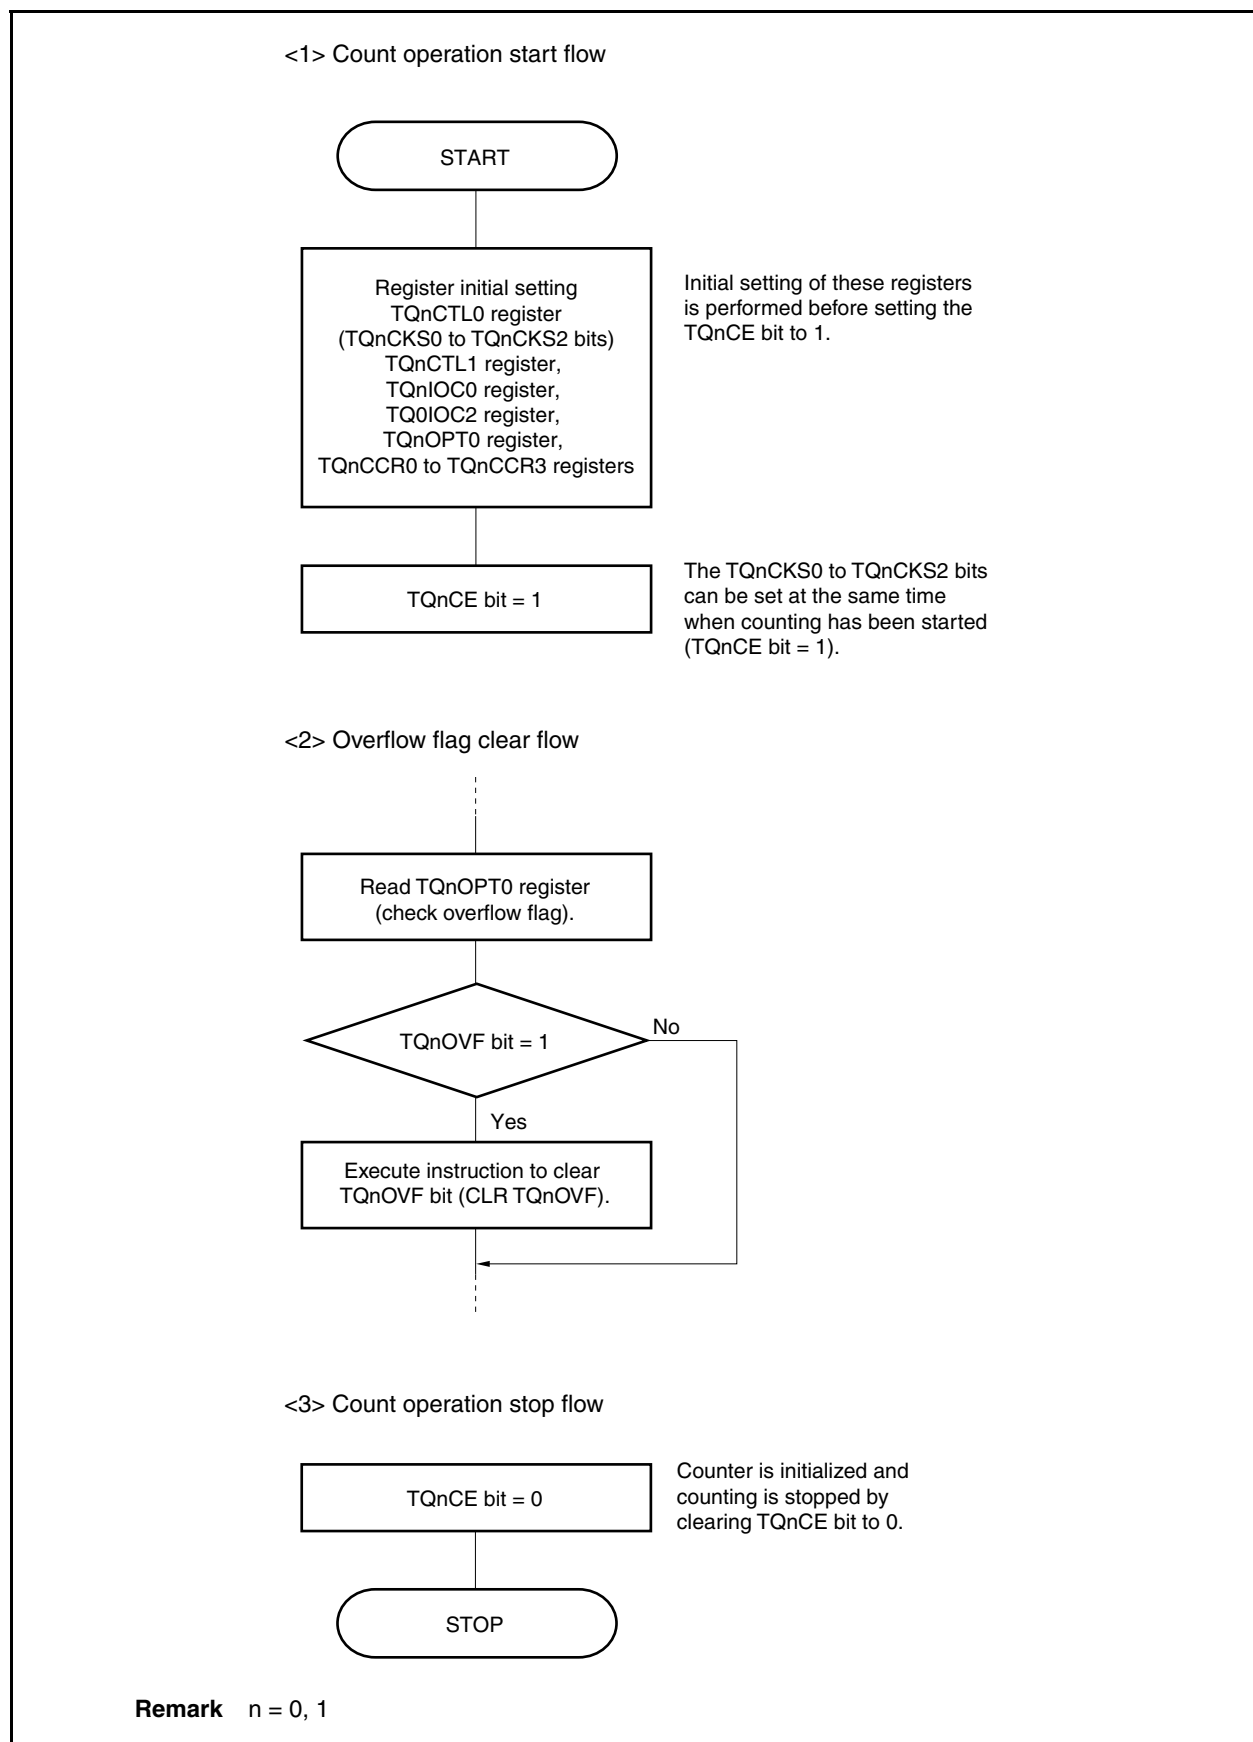 <1> Count operation start flow
START
Register initial setting
TQnCTL0 register
(TQnCKS0 to TQnCKS2 bits)
TQnCTL1 register,
TQnIOC0 register,
TQ0IOC2 register,
TQnOPT0 register,
TQnCCR0 to TQnCCR3 registers
Initial setting of these registers
is performed before setting the
TQnCE bit to 1.
TQnCE bit = 1
The TQnCKS0 to TQnCKS2 bits
can be set at the same time
when counting has been started
(TQnCE bit = 1).
<2> Overflow flag clear flow
Read TQnOPT0 register
(check overflow flag).
TQnOVF bit = 1
No
Yes
Execute instruction to clear
TQnOVF bit (CLR TQnOVF).
<3> Count operation stop flow
TQnCE bit = 0
Counter is initialized and
counting is stopped by
clearing TQnCE bit to 0.
STOP
Remark n = 0, 1